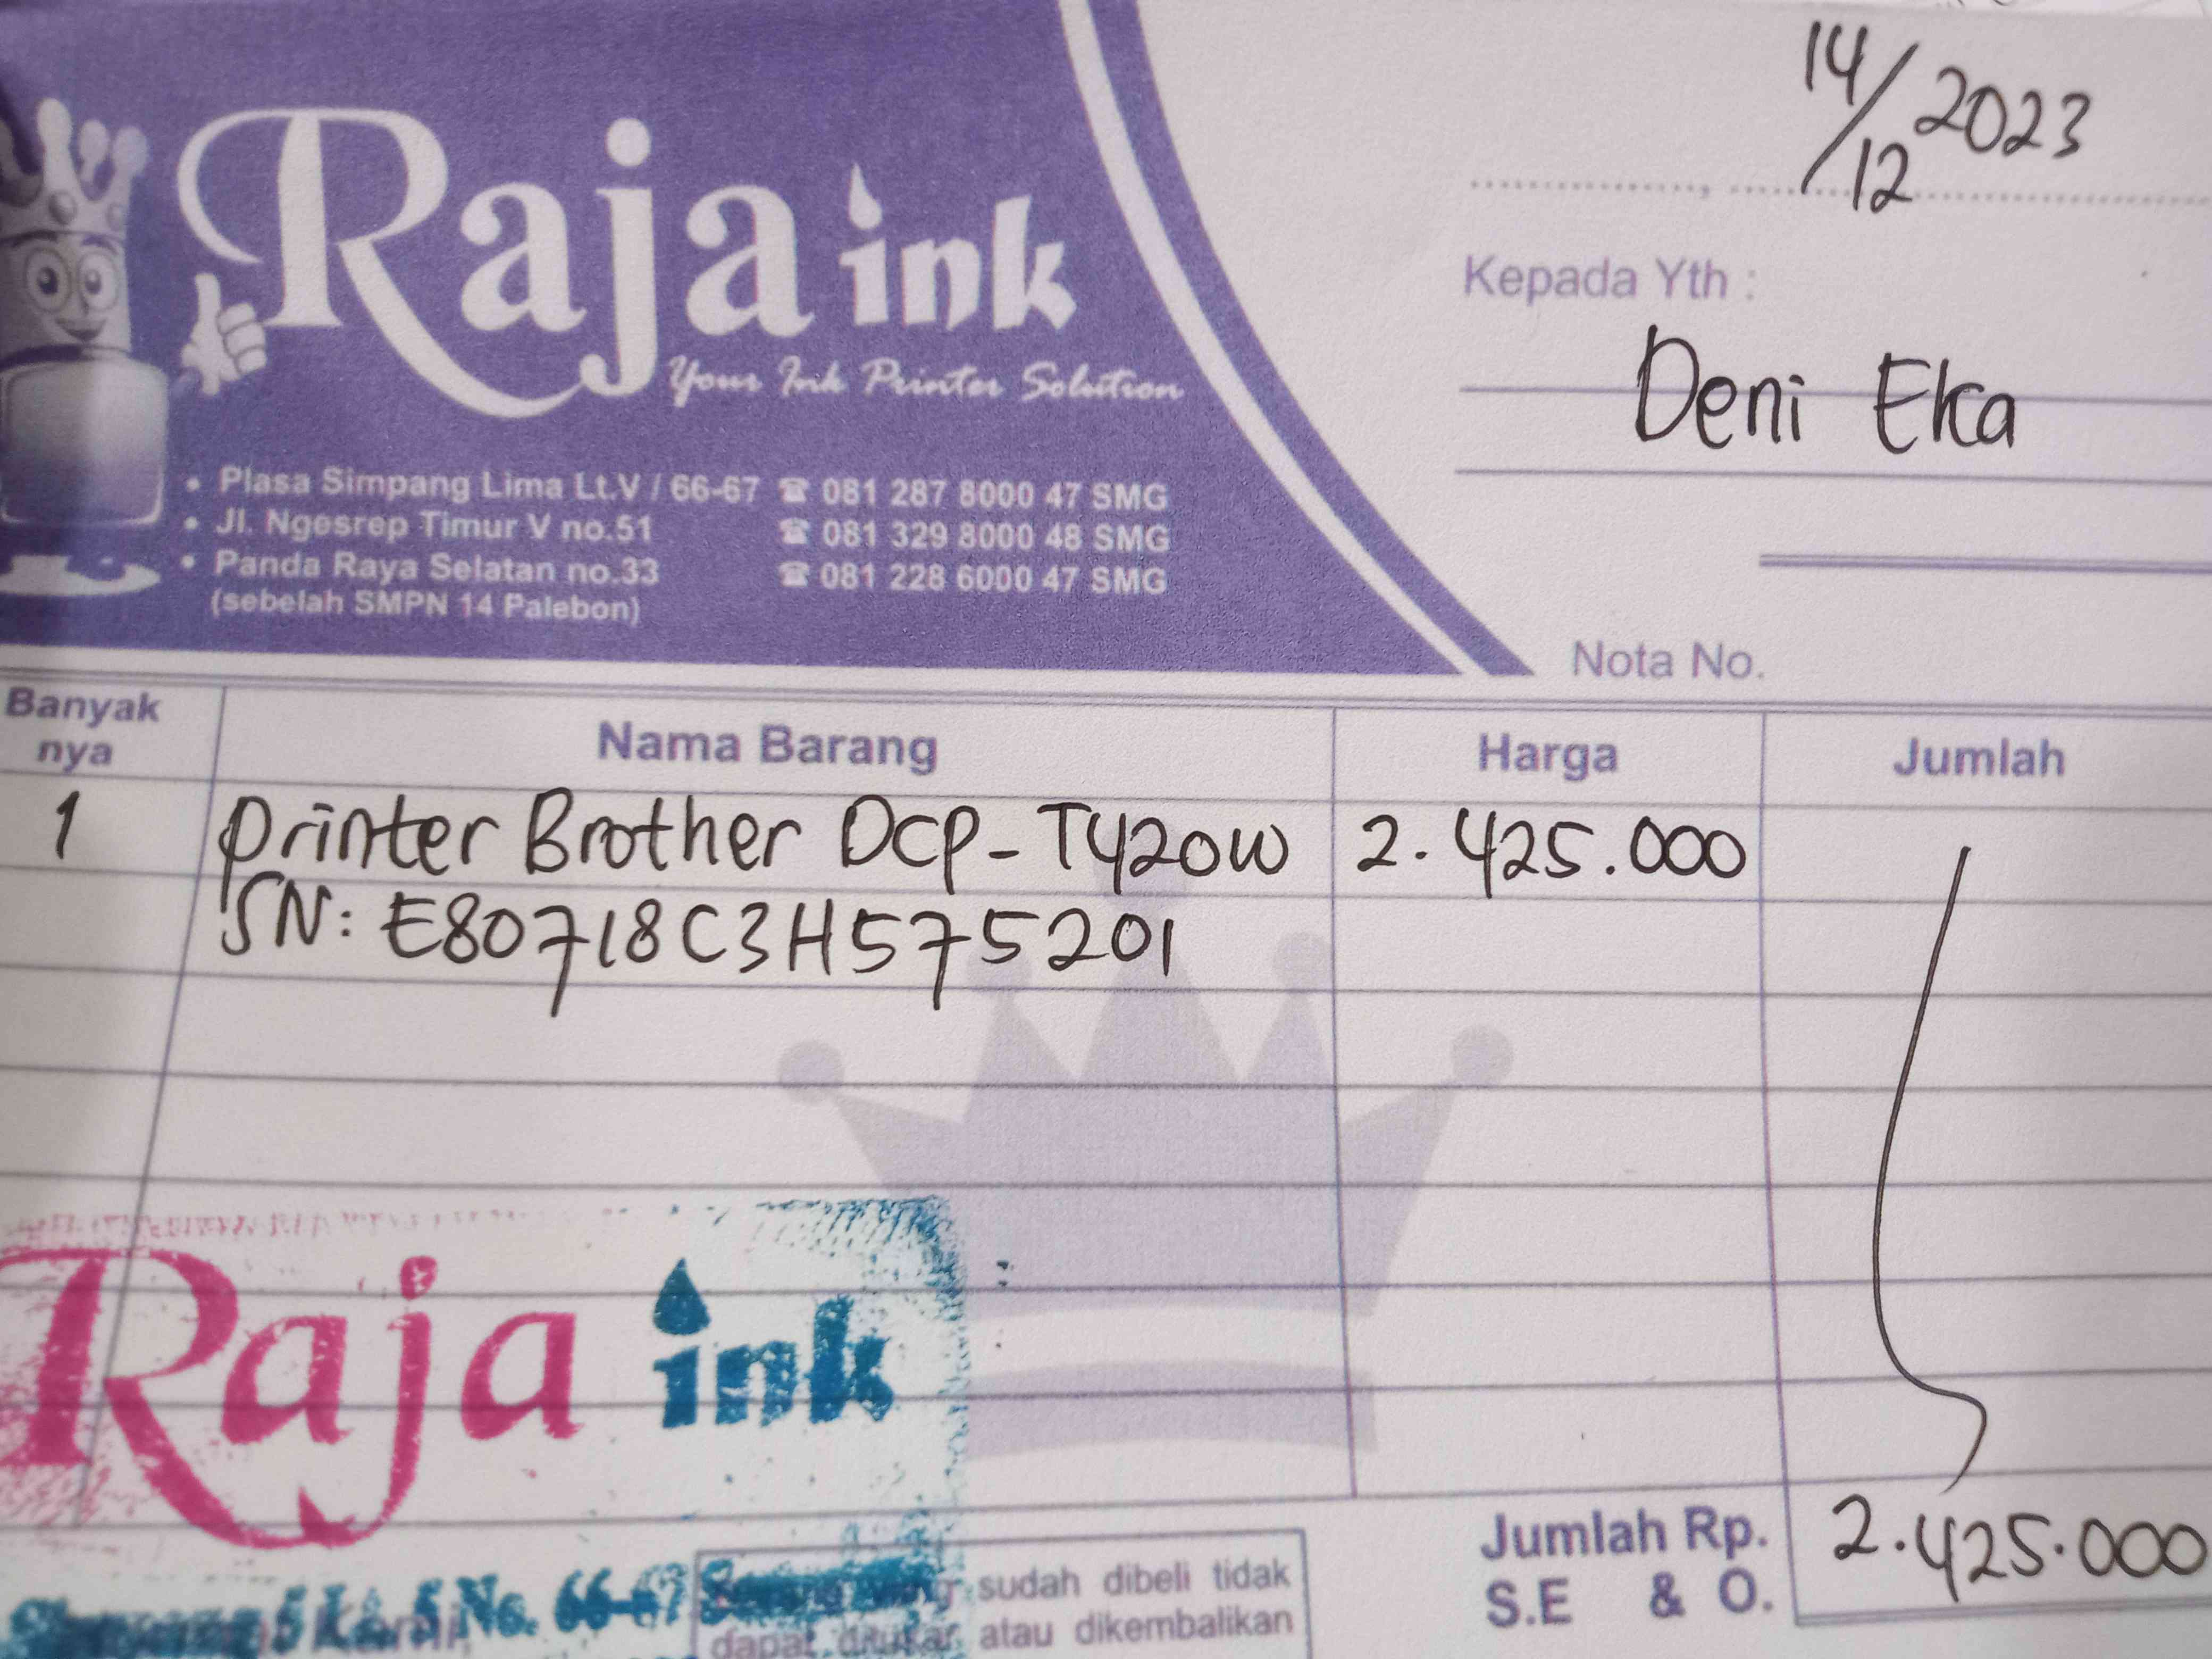 Raja ink
Your Ink Printer Solution
• Plasa Simpang Lima Lt.V / 66-67 ☎ 081 287 8000 47 SMG
• Jl. Ngesrep Timur V no.51 ☎ 081 329 8000 48 SMG
• Panda Raya Selatan no.33 ☎ 081 228 6000 47 SMG
(sebelah SMPN 14 Palebon)
14/12 2023
Kepada Yth :
Deni Eka
Nota No.
Banyak nya Nama Barang Harga Jumlah
1 Printer Brother DCP-T420W 2.425.000
SN: E80718C3H575201
Raja ink
5 No. 66-67
Jumlah Rp. 2.425.000
S.E & O.
sudah dibeli tidak
dapat ditukar atau dikembalikan